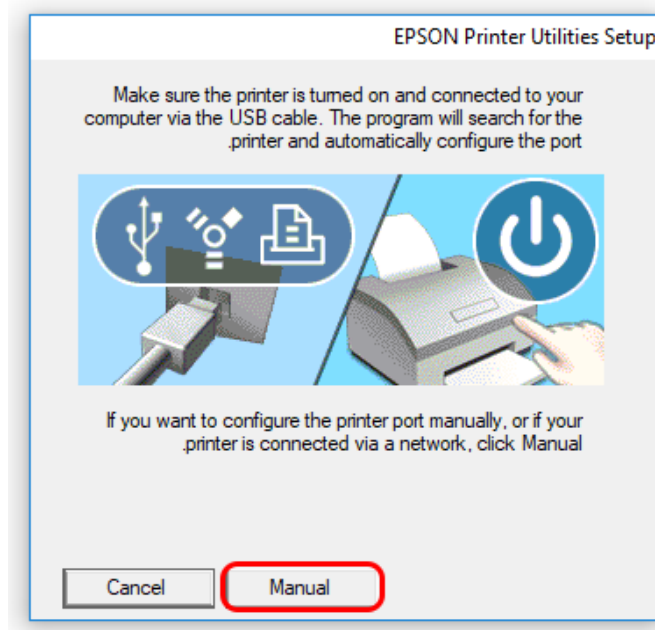 EPSON Printer Utilities Setup
Make sure the printer is turned on and connected to your
computer via the USB cable. The program will search for the
.printer and automatically configure the port
If you want to configure the printer port manually, or if your
.printer is connected via a network, click Manual
Cancel
Manual